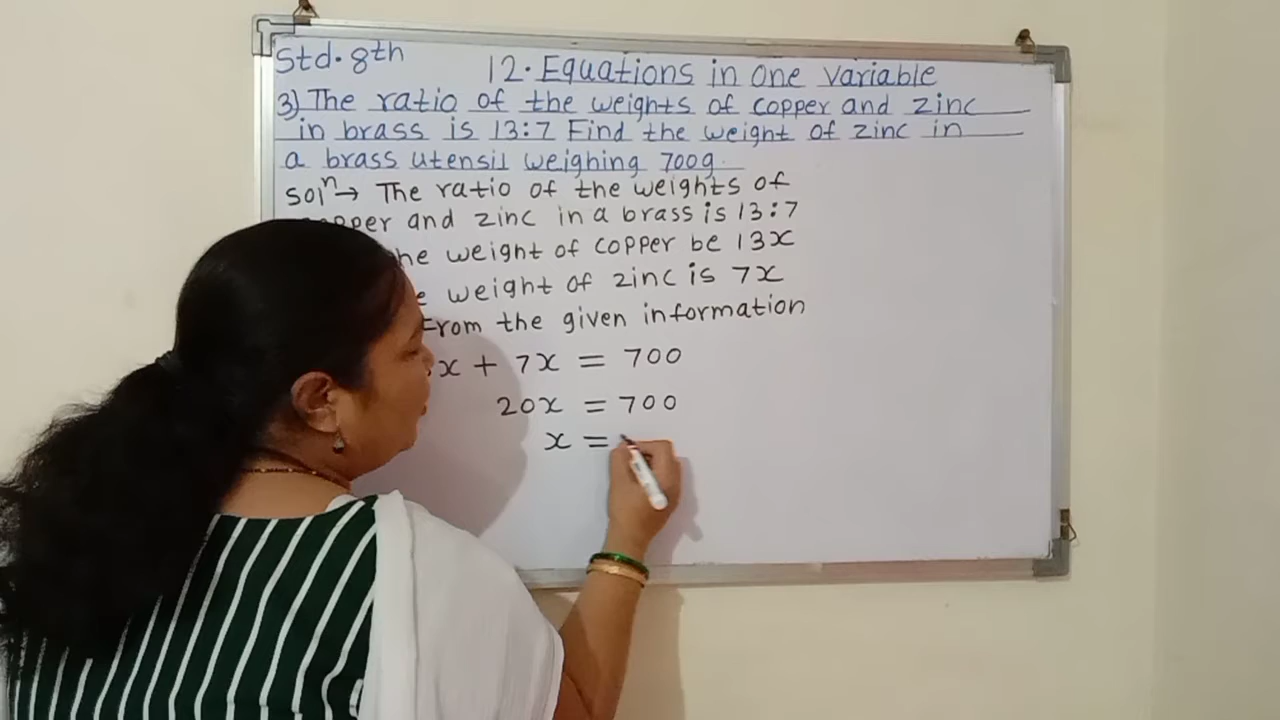 Std. 8th
12. Equations in one variable
3) The ratio of the weights of copper and zinc
in brass is 13:7 Find the weight of zinc in
a brass utensil weighing 700g.
Solⁿ → The ratio of the weights of
and zinc in a brass is 13:7
weight of copper be 13x
weight of zinc is 7x
From the given information
x + 7x = 700
20x = 700
x =